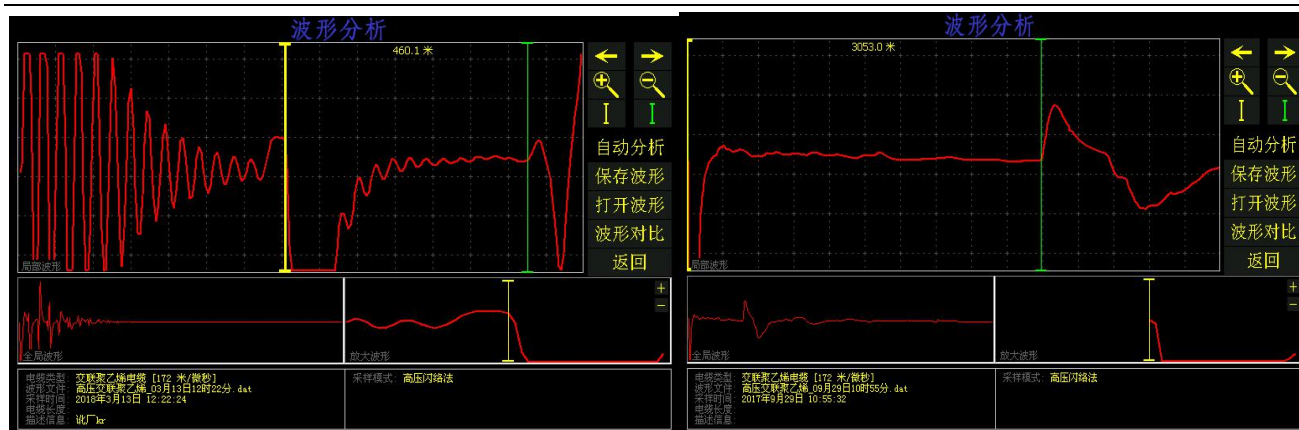 波形分析
460.1 米
局部波形
自动分析
保存波形
打开波形
波形对比
返回
全局波形
放大波形
+
-
电缆类型: 交联聚乙烯电缆 [172 米/微秒]
波形文件: 高压交联聚乙烯_03月13日12时22分.dat
采样时间: 2018年3月13日 12:22:24
电缆长度:
描述信息:
采样模式: 高压闪络法
波形分析
3053.0 米
局部波形
自动分析
保存波形
打开波形
波形对比
返回
全局波形
放大波形
+
-
电缆类型: 交联聚乙烯电缆 [172 米/微秒]
波形文件: 高压交联聚乙烯_09月29日10时55分.dat
采样时间: 2017年9月29日 10:55:32
电缆长度:
描述信息:
采样模式: 高压闪络法